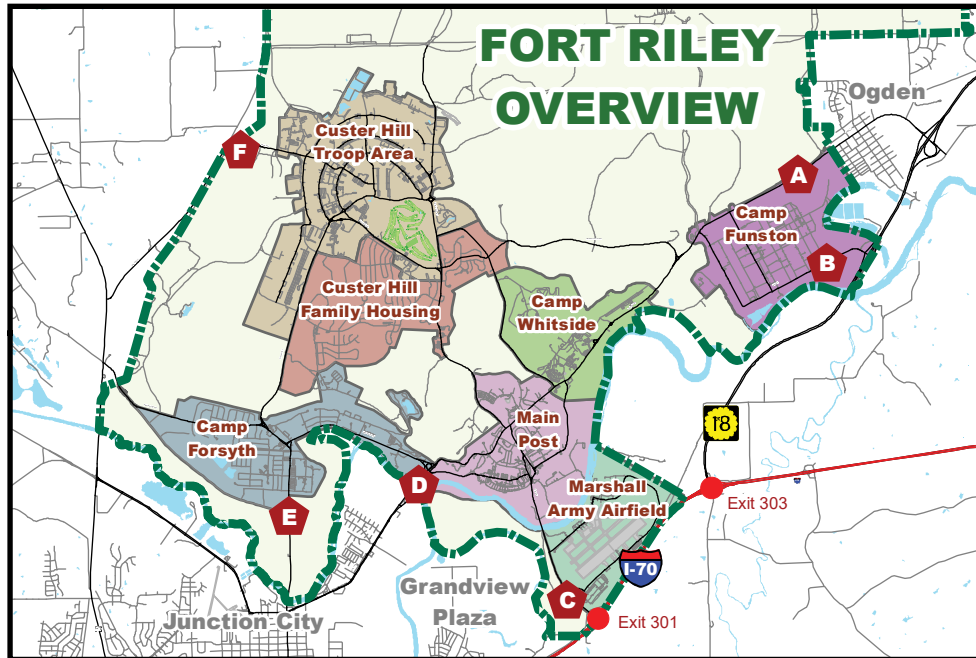 FORT RILEY
OVERVIEW
Ogden
Custer Hill
Troop Area
F
A
Camp
Funston
B
Custer Hill
Family Housing
Camp
Whitside
18
Camp
Forsyth
Main
Post
D
Marshall
Army Airfield
E
Exit 303
I-70
C
Grandview
Plaza
Junction City
Exit 301